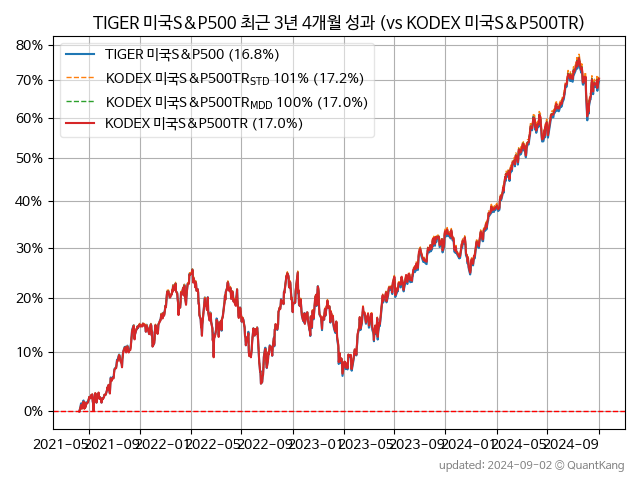 TIGER 미국S&P500 최근 3년 4개월 성과 (vs KODEX 미국S&P500TR)
80%
70%
60%
50%
40%
30%
20%
10%
0%
TIGER 미국S&P500 (16.8%)
KODEX 미국S&P500TRSTD 101% (17.2%)
KODEX 미국S&P500TRMDD 100% (17.0%)
KODEX 미국S&P500TR (17.0%)
2021-05 2021-09 2022-01 2022-05 2022-09 2023-01 2023-05 2023-09 2024-01 2024-05 2024-09
updated: 2024-09-02 © QuantKang